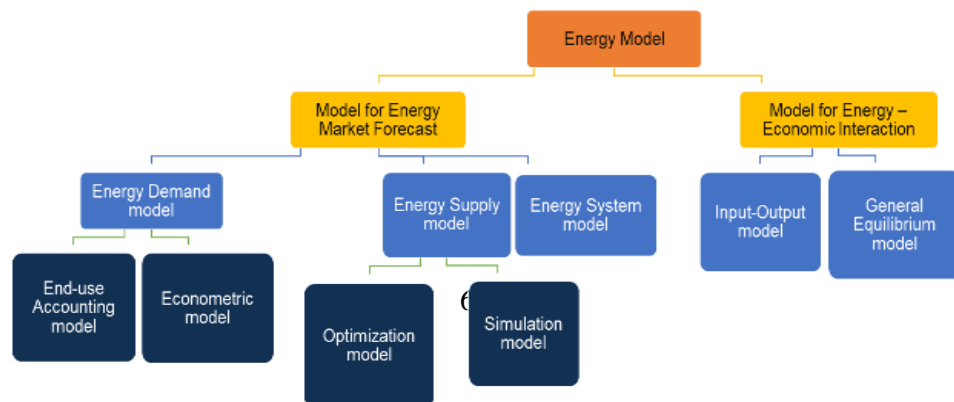 Energy Model
Model for Energy
Market Forecast
Model for Energy –
Economic Interaction
Energy Demand
model
Energy Supply
model
Energy System
model
Input-Output
model
General
Equilibrium
model
End-use
Accounting
model
Econometric
model
Optimization
model
Simulation
model